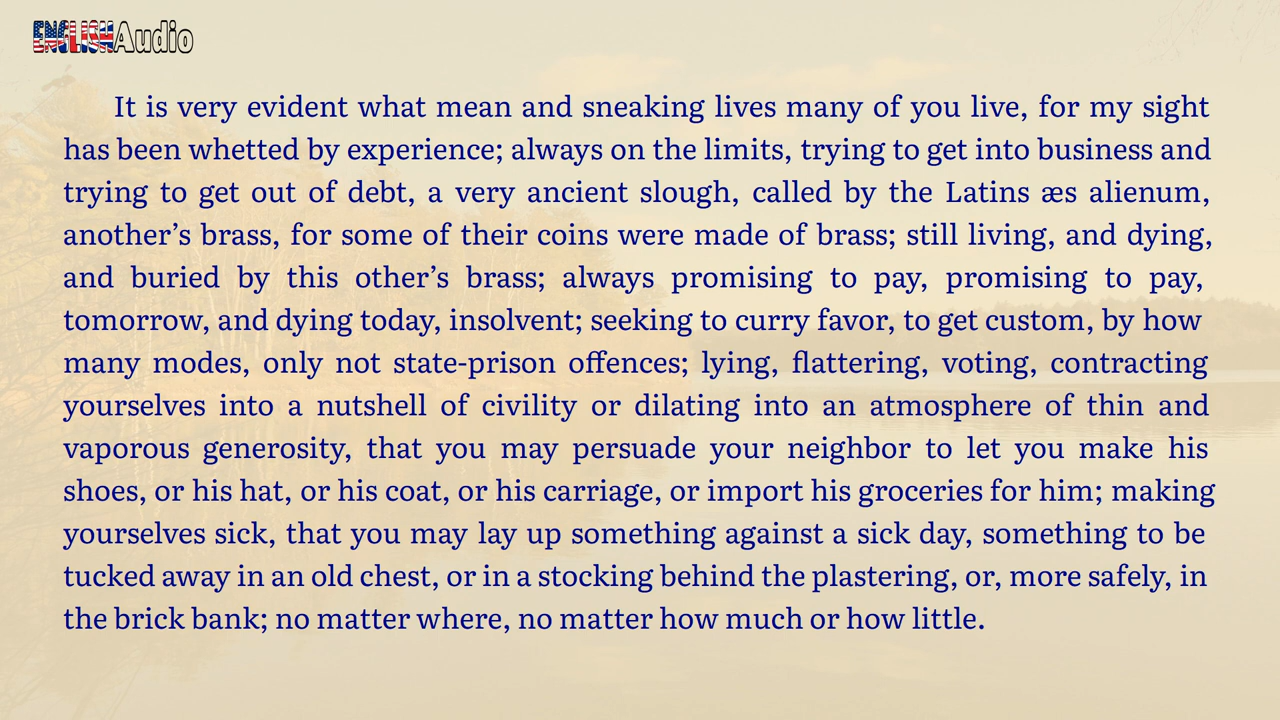 ENGLISHAudio
It is very evident what mean and sneaking lives many of you live, for my sight
has been whetted by experience; always on the limits, trying to get into business and
trying to get out of debt, a very ancient slough, called by the Latins æs alienum,
another’s brass, for some of their coins were made of brass; still living, and dying,
and buried by this other’s brass; always promising to pay, promising to pay,
tomorrow, and dying today, insolvent; seeking to curry favor, to get custom, by how
many modes, only not state-prison offences; lying, flattering, voting, contracting
yourselves into a nutshell of civility or dilating into an atmosphere of thin and
vaporous generosity, that you may persuade your neighbor to let you make his
shoes, or his hat, or his coat, or his carriage, or import his groceries for him; making
yourselves sick, that you may lay up something against a sick day, something to be
tucked away in an old chest, or in a stocking behind the plastering, or, more safely, in
the brick bank; no matter where, no matter how much or how little.